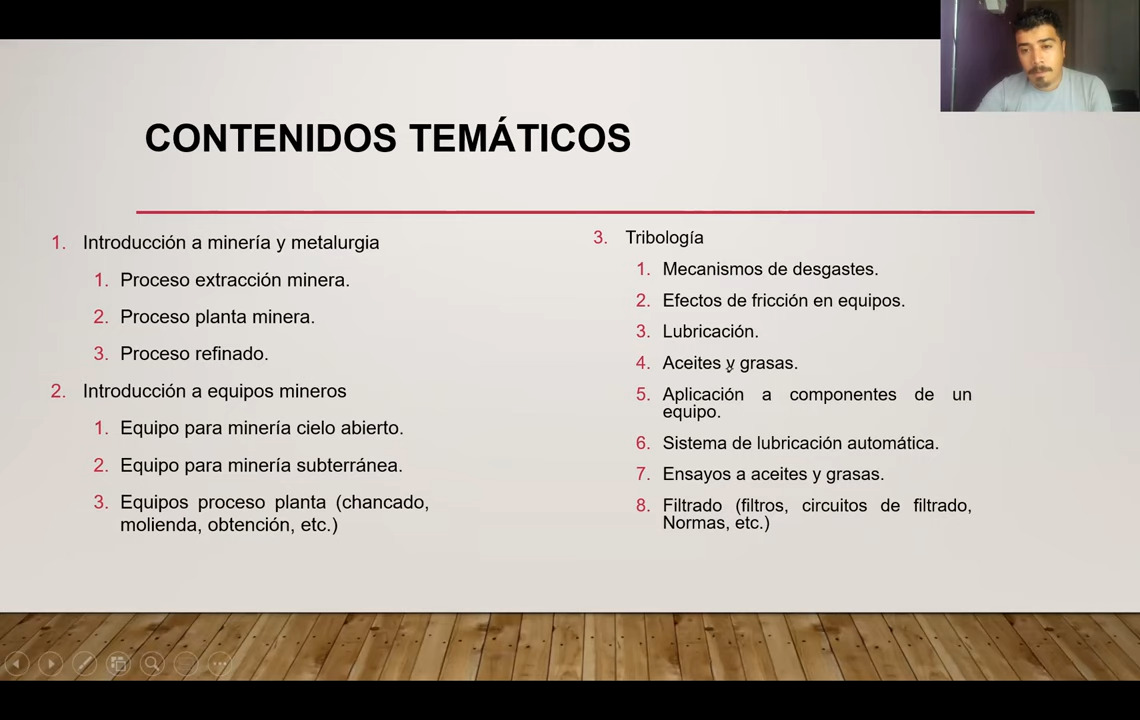 CONTENIDOS TEMÁTICOS
1. Introducción a minería y metalurgia
1. Proceso extracción minera.
2. Proceso planta minera.
3. Proceso refinado.
2. Introducción a equipos mineros
1. Equipo para minería cielo abierto.
2. Equipo para minería subterránea.
3. Equipos proceso planta (chancado,
molienda, obtención, etc.)
3. Tribología
1. Mecanismos de desgastes.
2. Efectos de fricción en equipos.
3. Lubricación.
4. Aceites y grasas.
5. Aplicación a componentes de un
equipo.
6. Sistema de lubricación automática.
7. Ensayos a aceites y grasas.
8. Filtrado (filtros, circuitos de filtrado,
Normas, etc.)